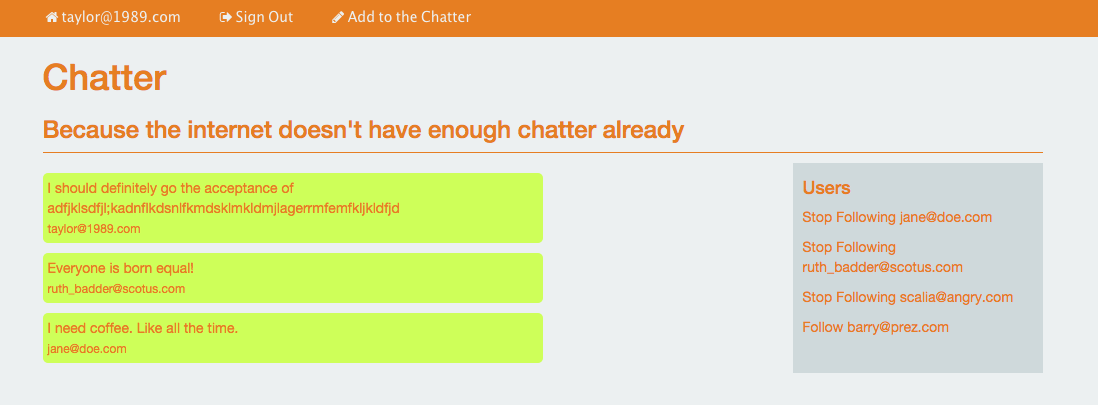 taylor@1989.com Sign Out Add to the Chatter
Chatter
Because the internet doesn't have enough chatter already
I should definitely go the acceptance of
adfjklsdfjl;kadnflkdsnlfkmdsklmkldmjlagerrmfemfkljkldfjd
taylor@1989.com
Everyone is born equal!
ruth_badder@scotus.com
I need coffee. Like all the time.
jane@doe.com
Users
Stop Following jane@doe.com
Stop Following
ruth_badder@scotus.com
Stop Following scalia@angry.com
Follow barry@prez.com